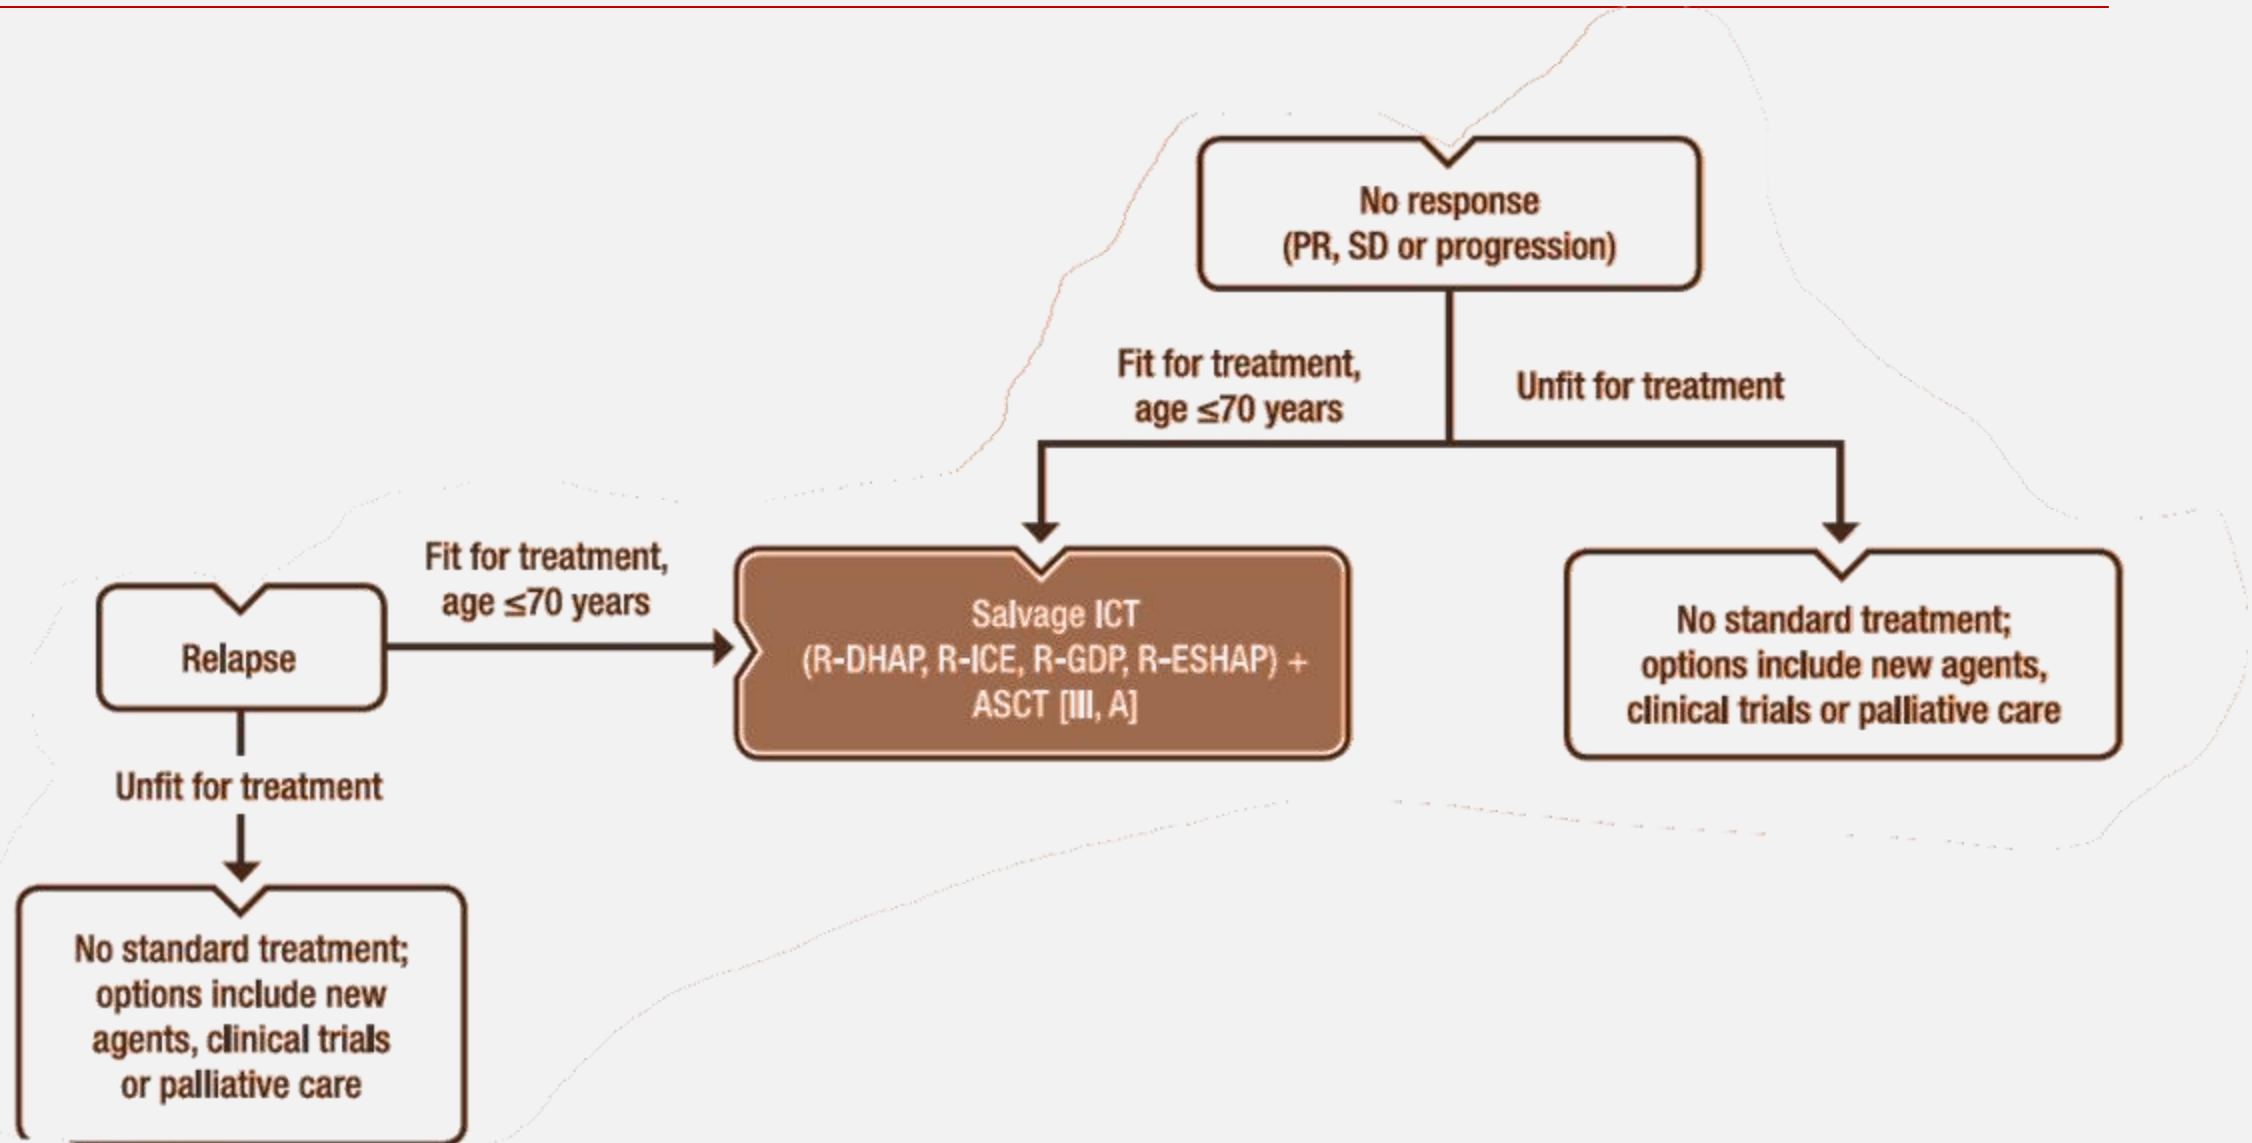 No response
(PR, SD or progression)
Fit for treatment,
age ≤70 years
Unfit for treatment
Fit for treatment,
age ≤70 years
Relapse
Salvage ICT
(R-DHAP, R-ICE, R-GDP, R-ESHAP) +
ASCT [III, A]
No standard treatment;
options include new agents,
clinical trials or palliative care
Unfit for treatment
No standard treatment;
options include new
agents, clinical trials
or palliative care